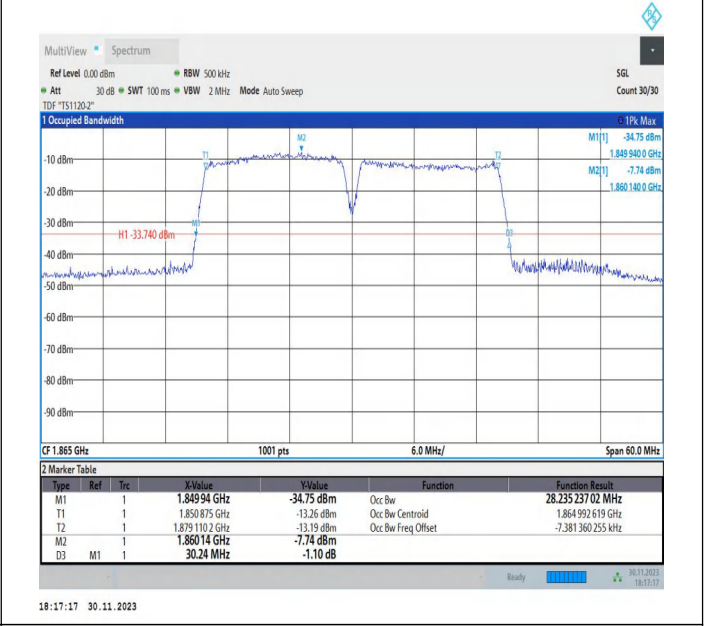 R S
MultiView Spectrum
Ref Level 0.00 dBm RBW 500 kHz SGL
Att 30 dB SWT 100 ms VBW 2 MHz Mode Auto Sweep Count 30/30
TDF "TS1120-2"
1 Occupied Bandwidth 1Pk Max
M1[1] -34.75 dBm
1.849 940 0 GHz
M2[1] -7.74 dBm
1.860 140 0 GHz
M2
T1 T2
-10 dBm
-20 dBm
-30 dBm
M1
H1 -33.740 dBm D3
-40 dBm
-50 dBm
-60 dBm
-70 dBm
-80 dBm
-90 dBm
CF 1.865 GHz 1001 pts 6.0 MHz/ Span 60.0 MHz
2 Marker Table
Type Ref Trc X-Value Y-Value Function Function Result
M1 1 1.849 94 GHz -34.75 dBm Occ Bw 28.235 237 02 MHz
T1 1 1.850 875 GHz -13.26 dBm Occ Bw Centroid 1.864 992 619 GHz
T2 1 1.879 110 2 GHz -13.19 dBm Occ Bw Freq Offset -7.381 360 255 kHz
M2 1 1.860 14 GHz -7.74 dBm
D3 M1 1 30.24 MHz -1.10 dB
Ready 30.11.2023
18:17:17
18:17:17 30.11.2023